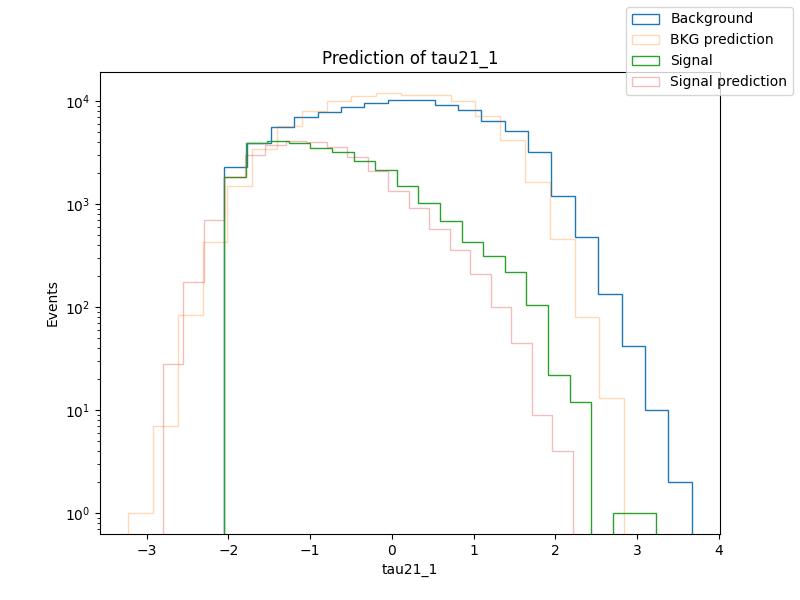 Prediction of tau21_1
Background
BKG prediction
Signal
Signal prediction
Events
10^4
10^3
10^2
10^1
10^0
−3 −2 −1 0 1 2 3 4
tau21_1